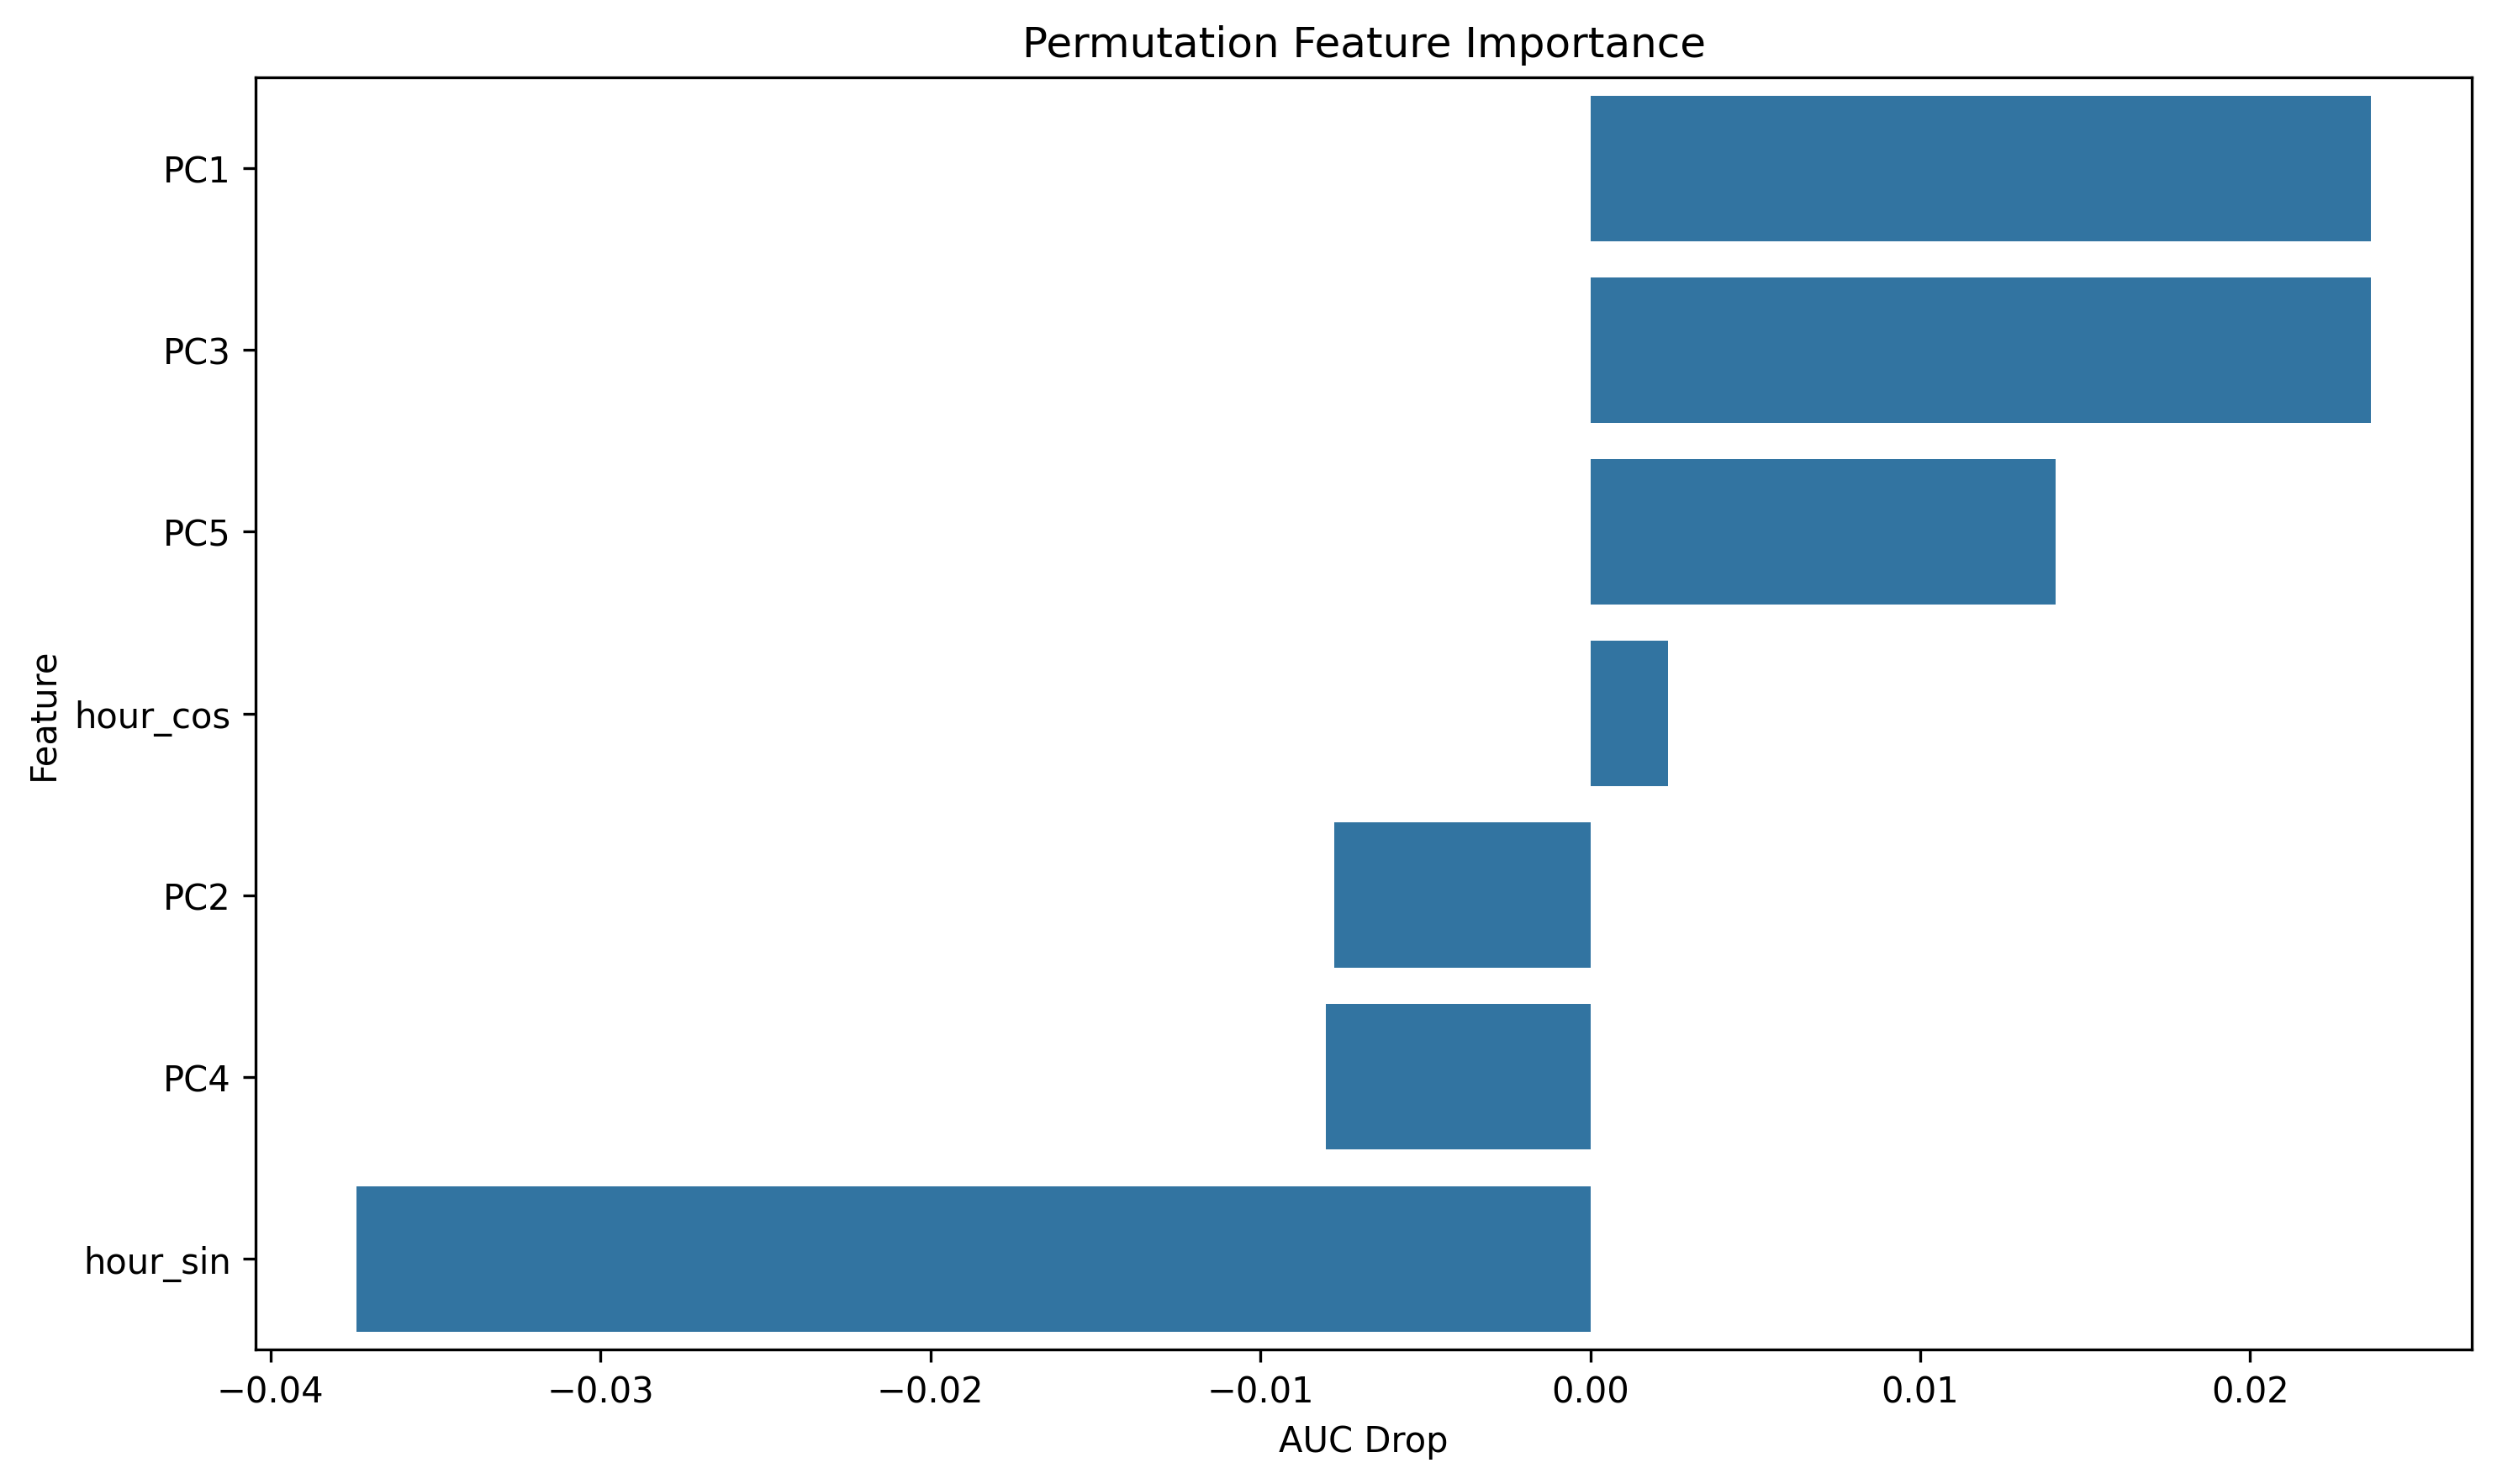 Permutation Feature Importance
Feature
PC1
PC3
PC5
hour_cos
PC2
PC4
hour_sin
−0.04 −0.03 −0.02 −0.01 0.00 0.01 0.02
AUC Drop